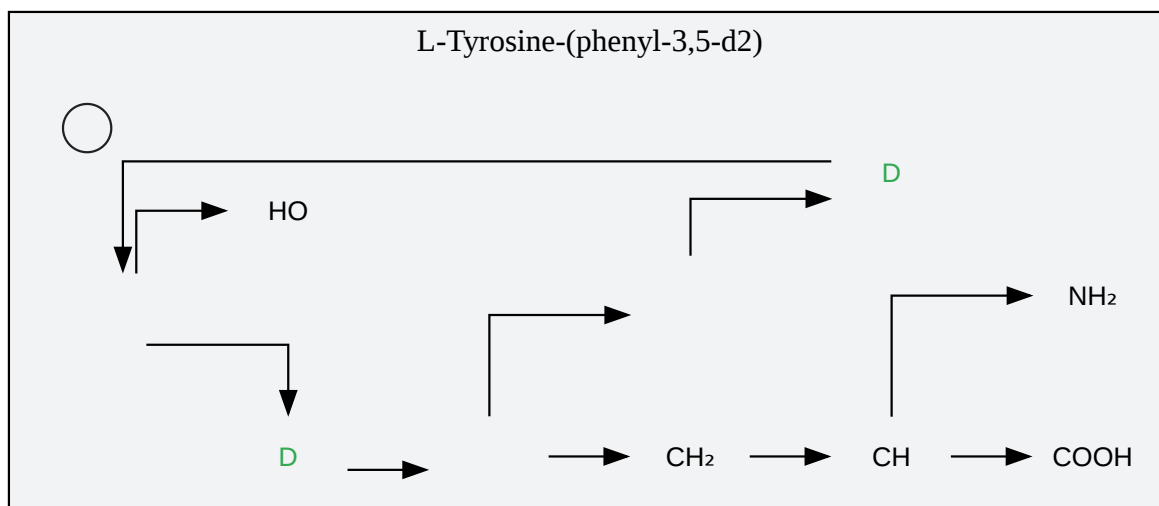 L-Tyrosine-(phenyl-3,5-d2)
D
HO
NH₂
D
CH₂
CH
COOH